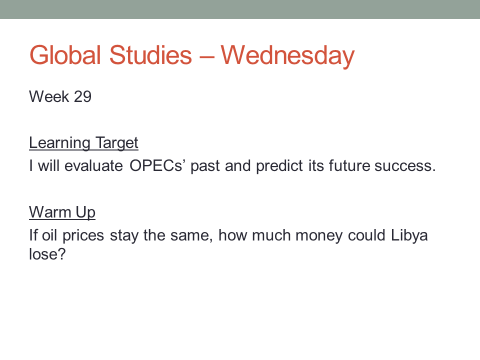 Global Studies – Wednesday
Week 29
Learning Target
I will evaluate OPECs’ past and predict its future success.
Warm Up
If oil prices stay the same, how much money could Libya
lose?